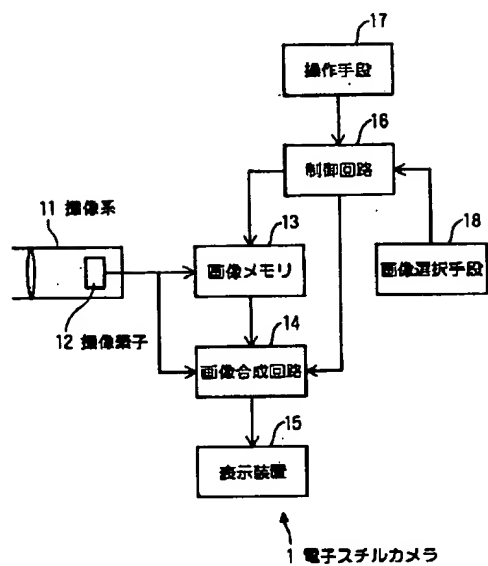 17
操作手段
16
制御回路
11 撮像系
13
18
画像メモリ
画像選択手段
12 撮像素子
14
画像合成回路
15
表示装置
1 電子スチルカメラ